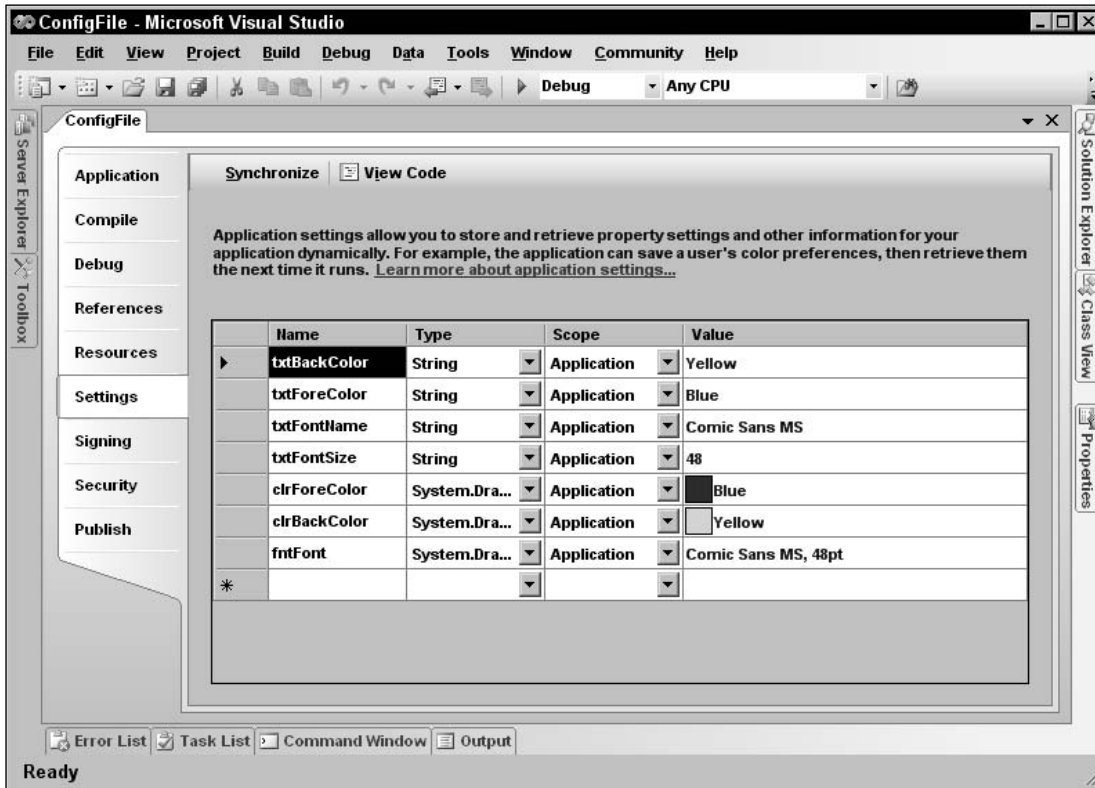 ConfigFile - Microsoft Visual Studio
File Edit View Project Build Debug Data Tools Window Community Help
Debug Any CPU
Server Explorer
Toolbox
ConfigFile
Application
Compile
Debug
References
Resources
Settings
Signing
Security
Publish
Synchronize View Code
Application settings allow you to store and retrieve property settings and other information for your
application dynamically. For example, the application can save a user's color preferences, then retrieve them
the next time it runs. Learn more about application settings...
Name Type Scope Value
txtBackColor String Application Yellow
txtForeColor String Application Blue
txtFontName String Application Comic Sans MS
txtFontSize String Application 48
clrForeColor System.Dra... Application Blue
clrBackColor System.Dra... Application Yellow
fntFont System.Dra... Application Comic Sans MS, 48pt
Solution Explorer
Class View
Properties
Error List Task List Command Window Output
Ready